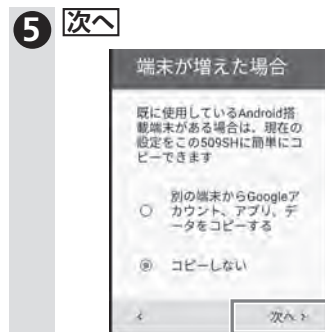 5 次へ
端末が増えた場合
既に使用しているAndroid搭
載端末がある場合は、現在の
設定をこの509SHに簡単にコ
ピーできます
別の端末からGoogleア
カウント、アプリ、デ
ータをコピーする
コピーしない
< 次へ >